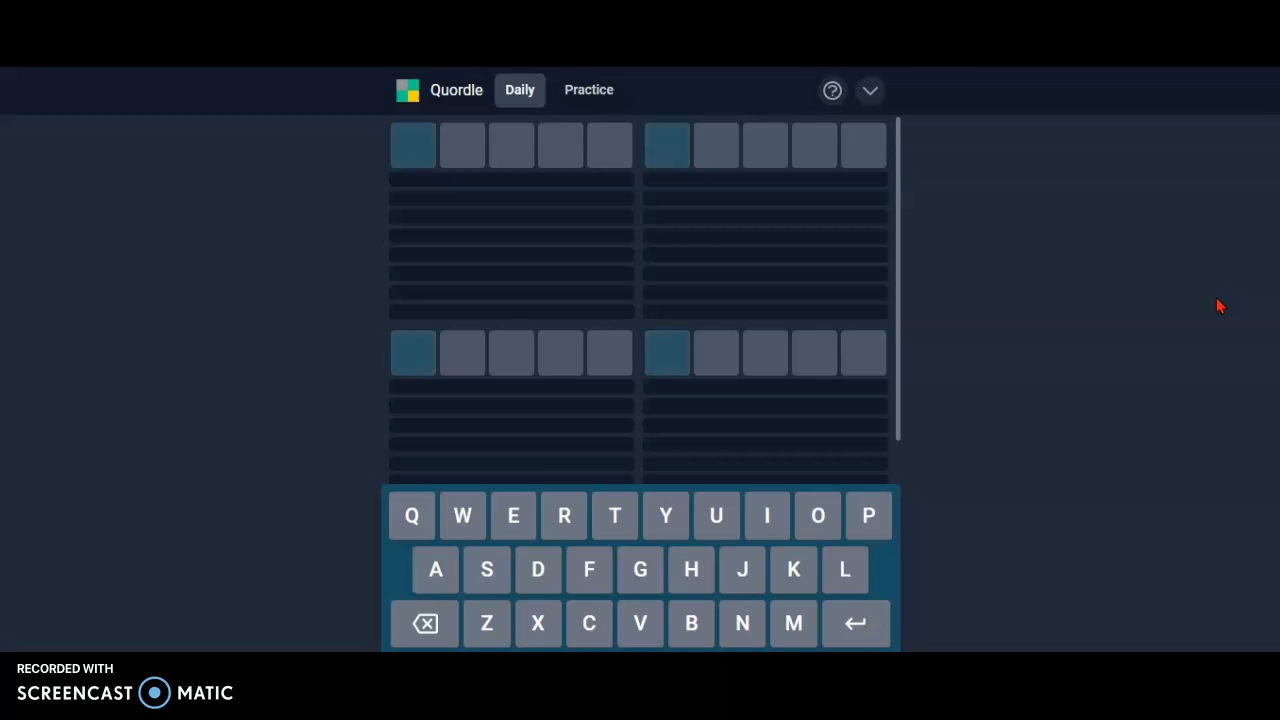 Quordle Daily Practice
Q W E R T Y U I O P
A S D F G H J K L
Z X C V B N M
RECORDED WITH
SCREENCAST MATIC